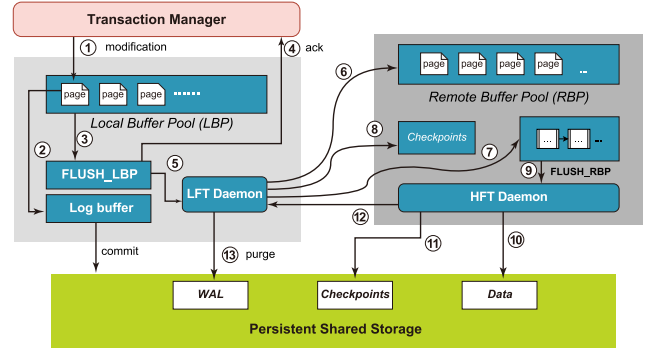 Transaction Manager
① modification
④ ack
page page page ......
Local Buffer Pool (LBP)
② ③
FLUSH_LBP
Log buffer
⑤
LFT Daemon
commit
⑬ purge
⑥
page page page page ...
Remote Buffer Pool (RBP)
⑧
Checkpoints
⑦
... ... ...
⑨ FLUSH_RBP
HFT Daemon
⑫
⑪
⑩
WAL
Checkpoints
Data
Persistent Shared Storage